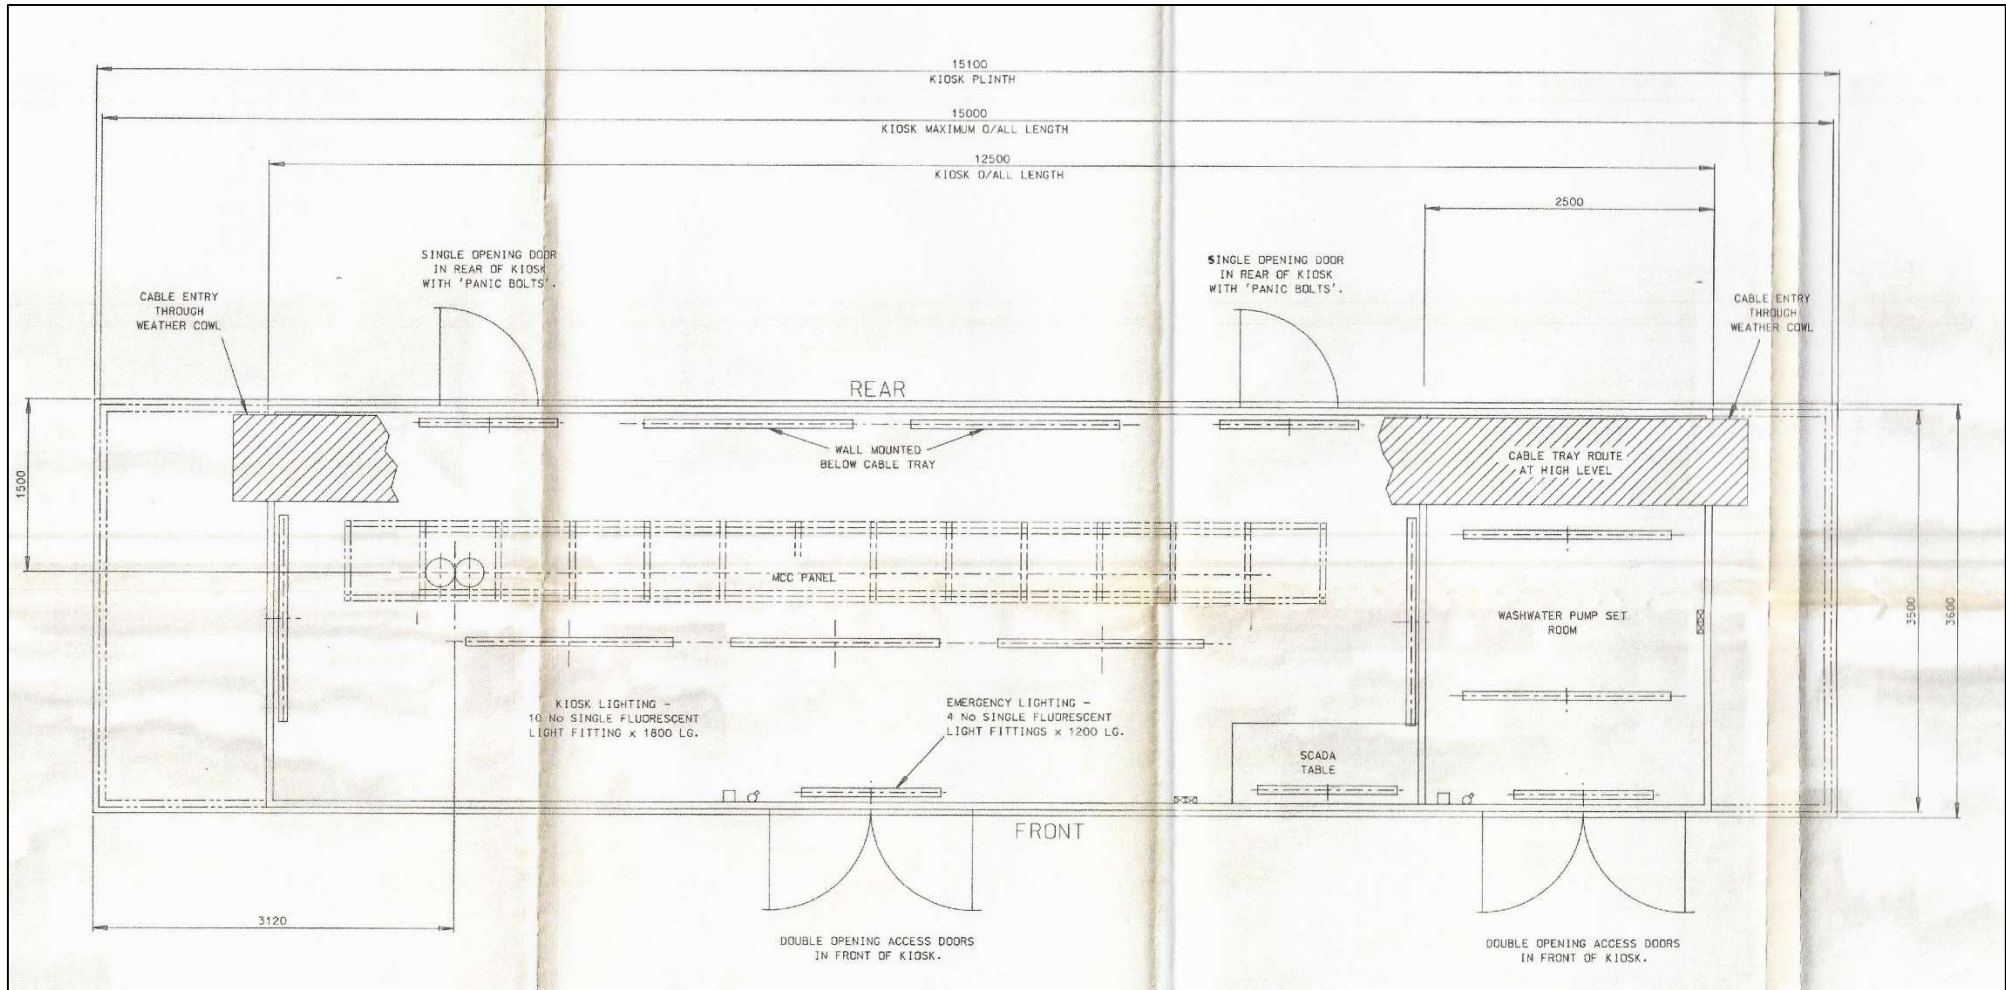 15100
KIOSK PLINTH
15000
KIOSK MAXIMUM O/ALL LENGTH
12500
KIOSK O/ALL LENGTH
2500
SINGLE OPENING DOOR
IN REAR OF KIOSK
WITH 'PANIC BOLTS'.
SINGLE OPENING DOOR
IN REAR OF KIOSK
WITH 'PANIC BOLTS'.
CABLE ENTRY
THROUGH
WEATHER COWL
CABLE ENTRY
THROUGH
WEATHER COWL
REAR
WALL MOUNTED
BELOW CABLE TRAY
CABLE TRAY ROUTE
AT HIGH LEVEL
1500
MCC PANEL
WASHWATER PUMP SET
ROOM
3500
3600
KIOSK LIGHTING -
10 No SINGLE FLUORESCENT
LIGHT FITTING x 1800 LG.
EMERGENCY LIGHTING -
4 No SINGLE FLUORESCENT
LIGHT FITTINGS x 1200 LG.
SCADA
TABLE
FRONT
3120
DOUBLE OPENING ACCESS DOORS
IN FRONT OF KIOSK.
DOUBLE OPENING ACCESS DOORS
IN FRONT OF KIOSK.